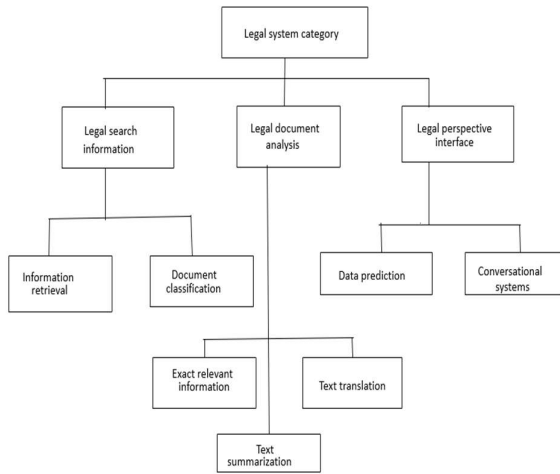 Legal system category
Legal search
information
Legal document
analysis
Legal perspective
interface
Information
retrieval
Document
classification
Data prediction
Conversational
systems
Exact relevant
information
Text translation
Text
summarization